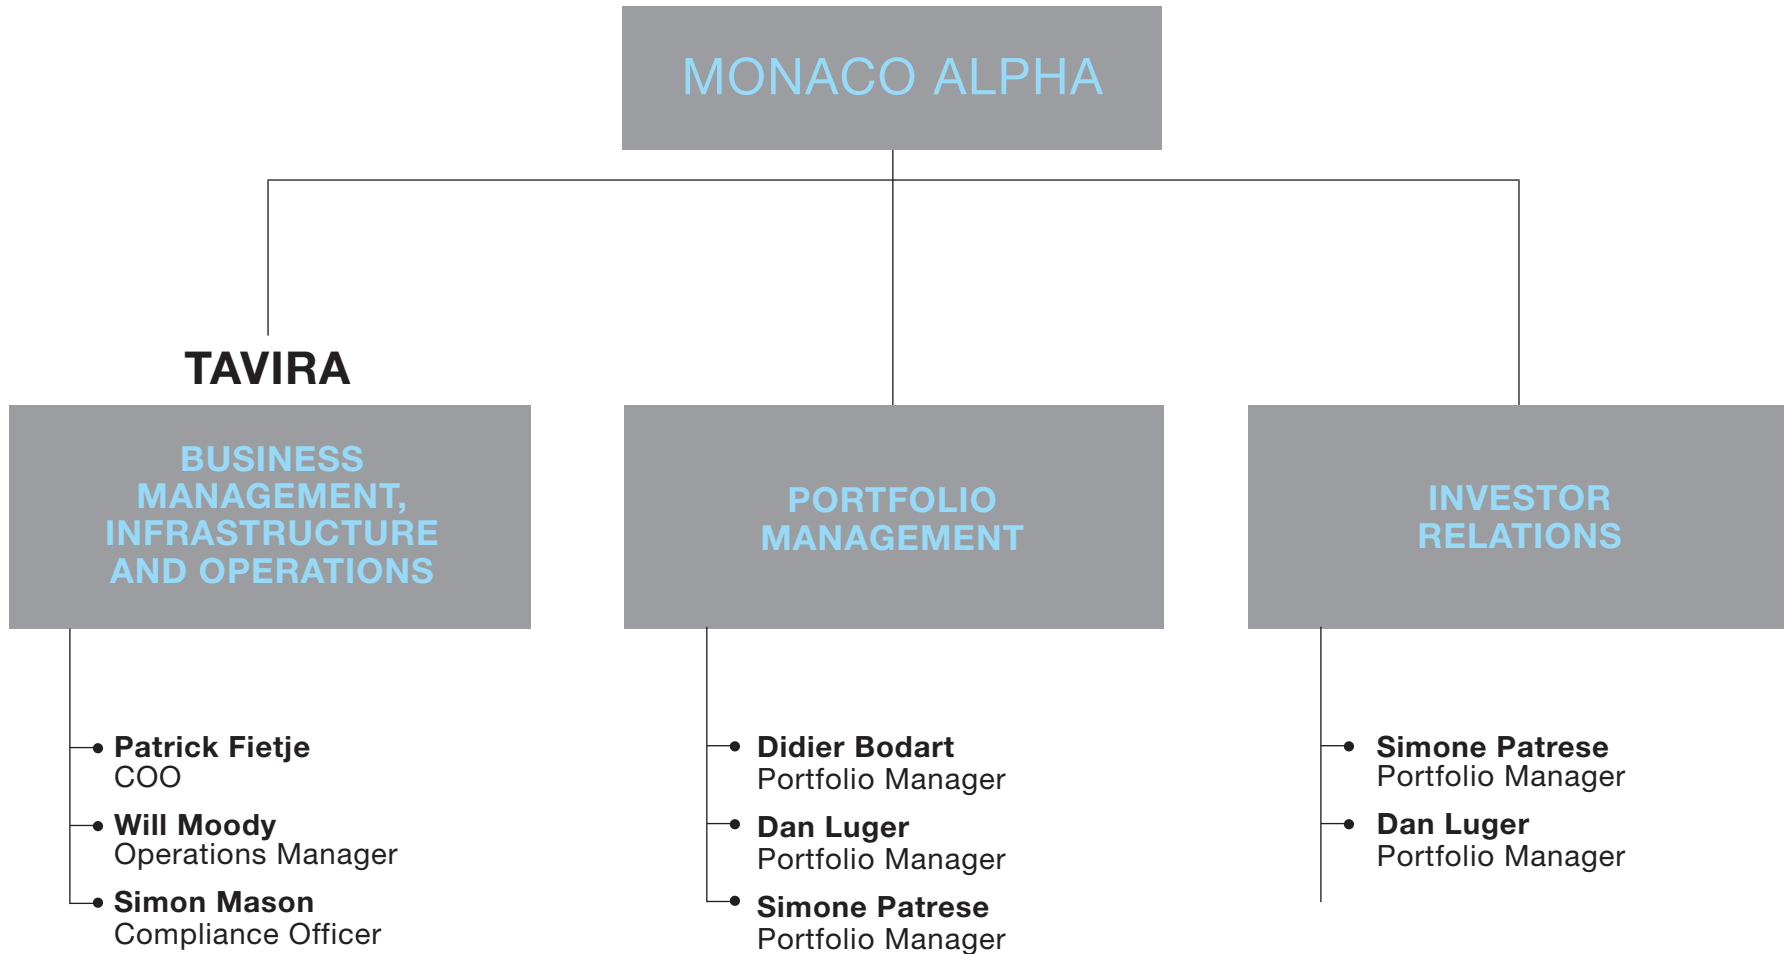 MONACO ALPHA
TAVIRA
BUSINESS
MANAGEMENT,
INFRASTRUCTURE
AND OPERATIONS
Patrick Fietje
COO
Will Moody
Operations Manager
Simon Mason
Compliance Officer
PORTFOLIO
MANAGEMENT
Didier Bodart
Portfolio Manager
Dan Luger
Portfolio Manager
Simone Patrese
Portfolio Manager
INVESTOR
RELATIONS
Simone Patrese
Portfolio Manager
Dan Luger
Portfolio Manager